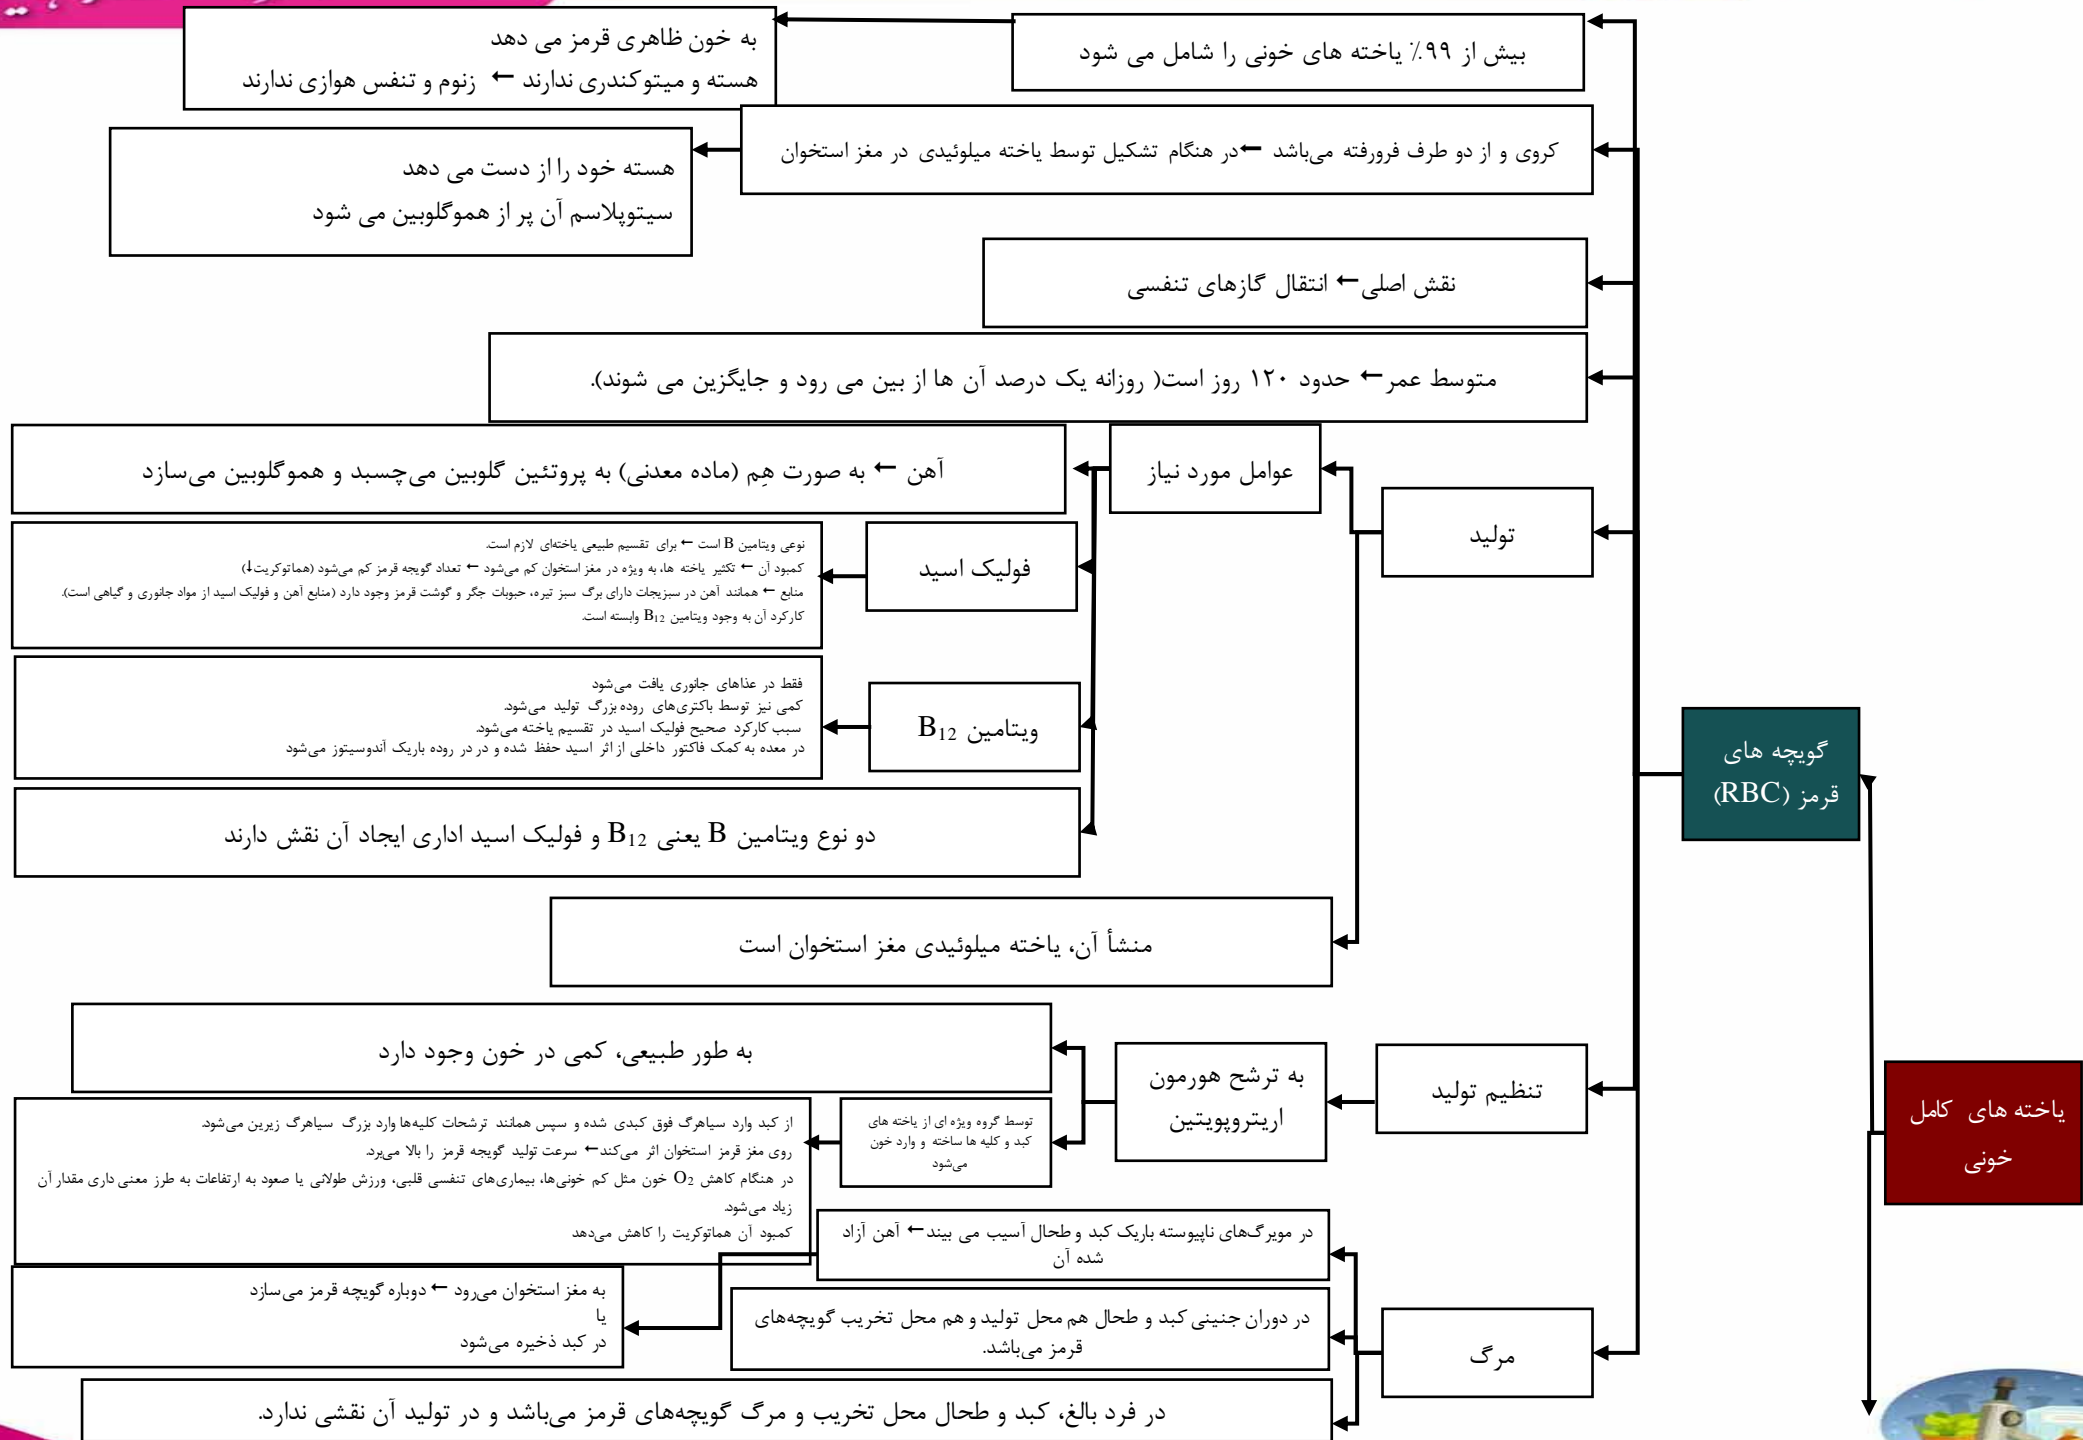 یاخته های کامل
خونی
گویچه های
قرمز (RBC)
بیش از ۹۹٪ یاخته های خونی را شامل می شود
به خون ظاهری قرمز می دهد
هسته و میتوکندری ندارند ← زنوم و تنفس هوازی ندارند
کروی و از دو طرف فرورفته می‌باشد ← در هنگام تشکیل توسط یاخته میلوئیدی در مغز استخوان
هسته خود را از دست می دهد
سیتوپلاسم آن پر از هموگلوبین می شود
نقش اصلی ← انتقال گازهای تنفسی
متوسط عمر ← حدود ۱۲۰ روز است( روزانه یک درصد آن ها از بین می رود و جایگزین می شوند).
تولید
عوامل مورد نیاز
آهن ← به صورت هِم (ماده معدنی) به پروتئین گلوبین می‌چسبد و هموگلوبین می‌سازد
فولیک اسید
نوعی ویتامین B است ← برای تقسیم طبیعی یاخته‌ای لازم است.
کمبود آن ← تکثیر یاخته ها، به ویژه در مغز استخوان کم می‌شود ← تعداد گویجه قرمز کم می‌شود (هماتوکریت↓)
منابع ← همانند آهن در سبزیجات دارای برگ سبز تیره، حبوبات جگر و گوشت قرمز وجود دارد (منابع آهن و فولیک اسید از مواد جانوری و گیاهی است).
کارکرد آن به وجود ویتامین B12 وابسته است.
ویتامین B12
فقط در عذاهای جانوری یافت می‌شود
کمی نیز توسط باکتری‌های روده بزرگ تولید می‌شود.
سبب کارکرد صحیح فولیک اسید در تقسیم یاخته می‌شود.
در معده به کمک فاکتور داخلی از اثر اسید حفظ شده و در در روده باریک آندوسیتوز می‌شود
دو نوع ویتامین B یعنی B12 و فولیک اسید اداری ایجاد آن نقش دارند
منشأ آن، یاخته میلوئیدی مغز استخوان است
تنظیم تولید
به ترشح هورمون
اریتروپویتین
به طور طبیعی، کمی در خون وجود دارد
توسط گروه ویژه ای از یاخته های
کبد و کلیه ها ساخته و وارد خون
می‌شود
از کبد وارد سیاهرگ فوق کبدی شده و سپس همانند ترشحات کلیه‌ها وارد بزرگ سیاهرگ زیرین می‌شود.
روی مغز قرمز استخوان اثر می‌کند ← سرعت تولید گویجه قرمز را بالا می‌برد.
در هنگام کاهش O2 خون مثل کم خونی‌ها، بیماری‌های تنفسی قلبی، ورزش طولانی یا صعود به ارتفاعات به طرز معنی داری مقدار آن
زیاد می‌شود.
کمبود آن هماتوکریت را کاهش می‌دهد
مرگ
در مویرگ‌های ناپیوسته باریک کبد و طحال آسیب می بیند ← آهن آزاد
شده آن
به مغز استخوان می‌رود ← دوباره گویچه قرمز می‌سازد
یا
در کبد ذخیره می‌شود
در دوران جنینی کبد و طحال هم محل تولید و هم محل تخریب گویچه‌های
قرمز می‌باشد.
در فرد بالغ، کبد و طحال محل تخریب و مرگ گویچه‌های قرمز می‌باشد و در تولید آن نقشی ندارد.